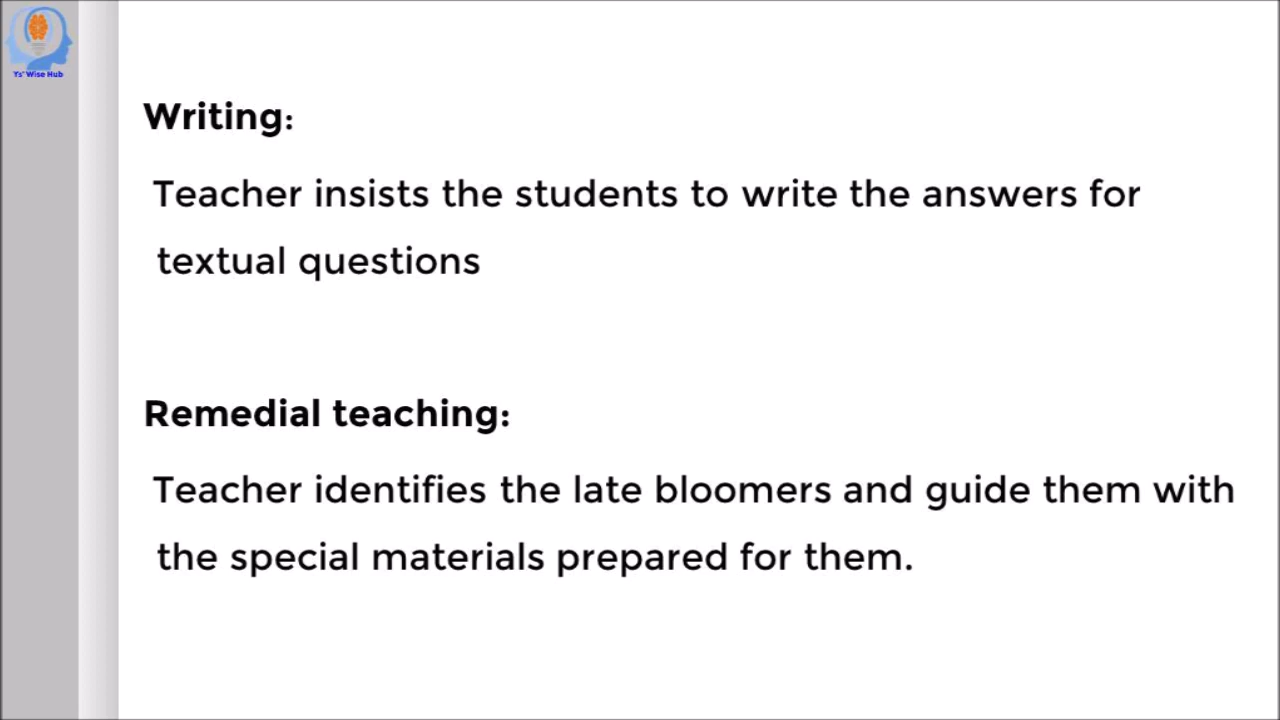 Ys' Wise Hub
Writing:
Teacher insists the students to write the answers for
textual questions
Remedial teaching:
Teacher identifies the late bloomers and guide them with
the special materials prepared for them.